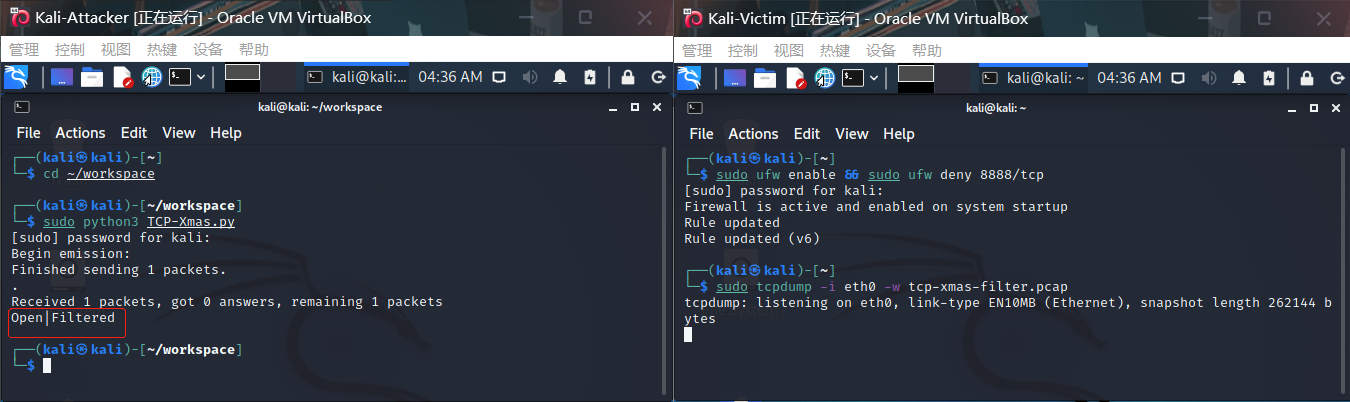 Kali-Attacker [正在运行] - Oracle VM VirtualBox
管理 控制 视图 热键 设备 帮助
kali@kali:... 04:36 AM
kali@kali: ~/workspace
File Actions Edit View Help
┌──(kali㉿kali)-[~]
└─$ cd ~/workspace
┌──(kali㉿kali)-[~/workspace]
└─$ sudo python3 TCP-Xmas.py
[sudo] password for kali:
Begin emission:
Finished sending 1 packets.
.
Received 1 packets, got 0 answers, remaining 1 packets
Open|Filtered
┌──(kali㉿kali)-[~/workspace]
└─$
Kali-Victim [正在运行] - Oracle VM VirtualBox
管理 控制 视图 热键 设备 帮助
kali@kali: ~ 04:36 AM
kali@kali: ~
File Actions Edit View Help
┌──(kali㉿kali)-[~]
└─$ sudo ufw enable && sudo ufw deny 8888/tcp
[sudo] password for kali:
Firewall is active and enabled on system startup
Rule updated
Rule updated (v6)
┌──(kali㉿kali)-[~]
└─$ sudo tcpdump -i eth0 -w tcp-xmas-filter.pcap
tcpdump: listening on eth0, link-type EN10MB (Ethernet), snapshot length 262144 b
ytes